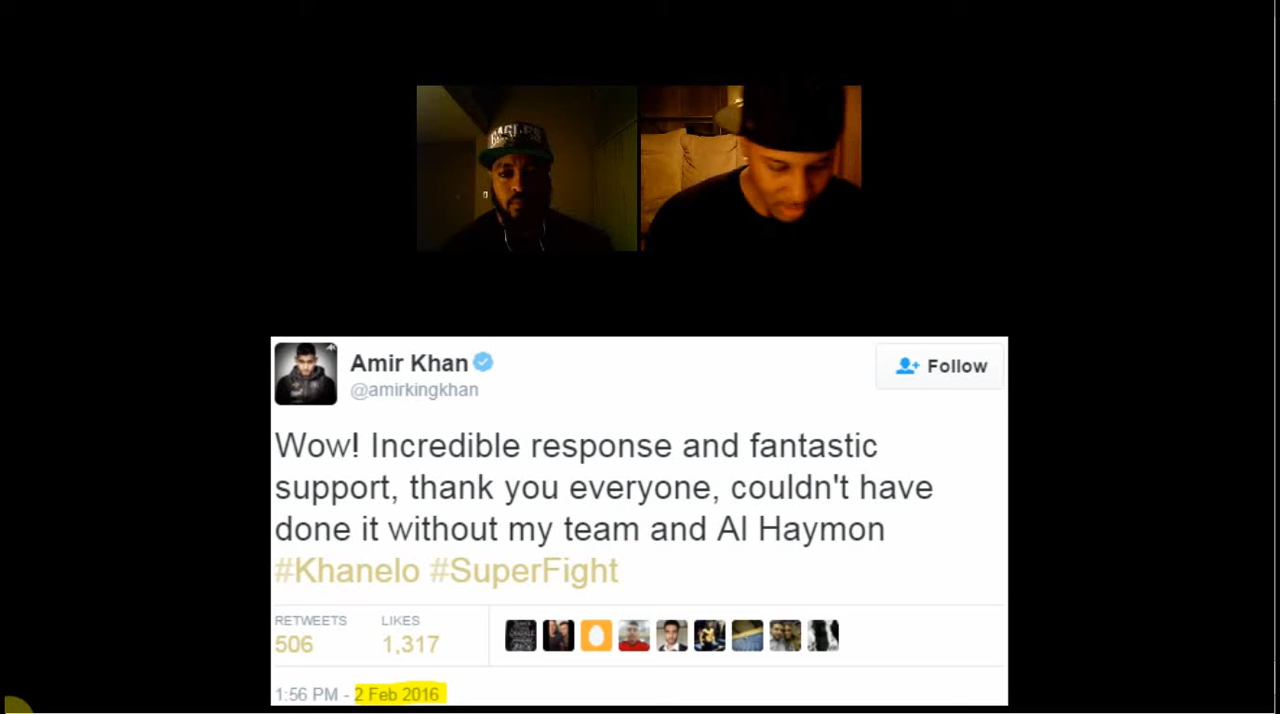 EAGLES
Amir Khan
@amirkingkhan
Follow
Wow! Incredible response and fantastic
support, thank you everyone, couldn't have
done it without my team and Al Haymon
#Khanelo #SuperFight
RETWEETS LIKES
506 1,317
1:56 PM - 2 Feb 2016